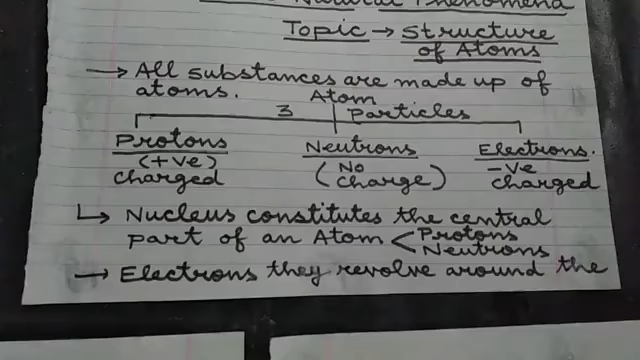 Natural Phenomena
Topic → Structure
of Atoms
→ All substances are made up of
atoms.
Atom
3 Particles
Protons Neutrons Electrons.
(+ve) (No -ve
charged charge) charged
↳ Nucleus constitutes the central
part of an Atom < Protons
Neutrons
→ Electrons they revolve around the